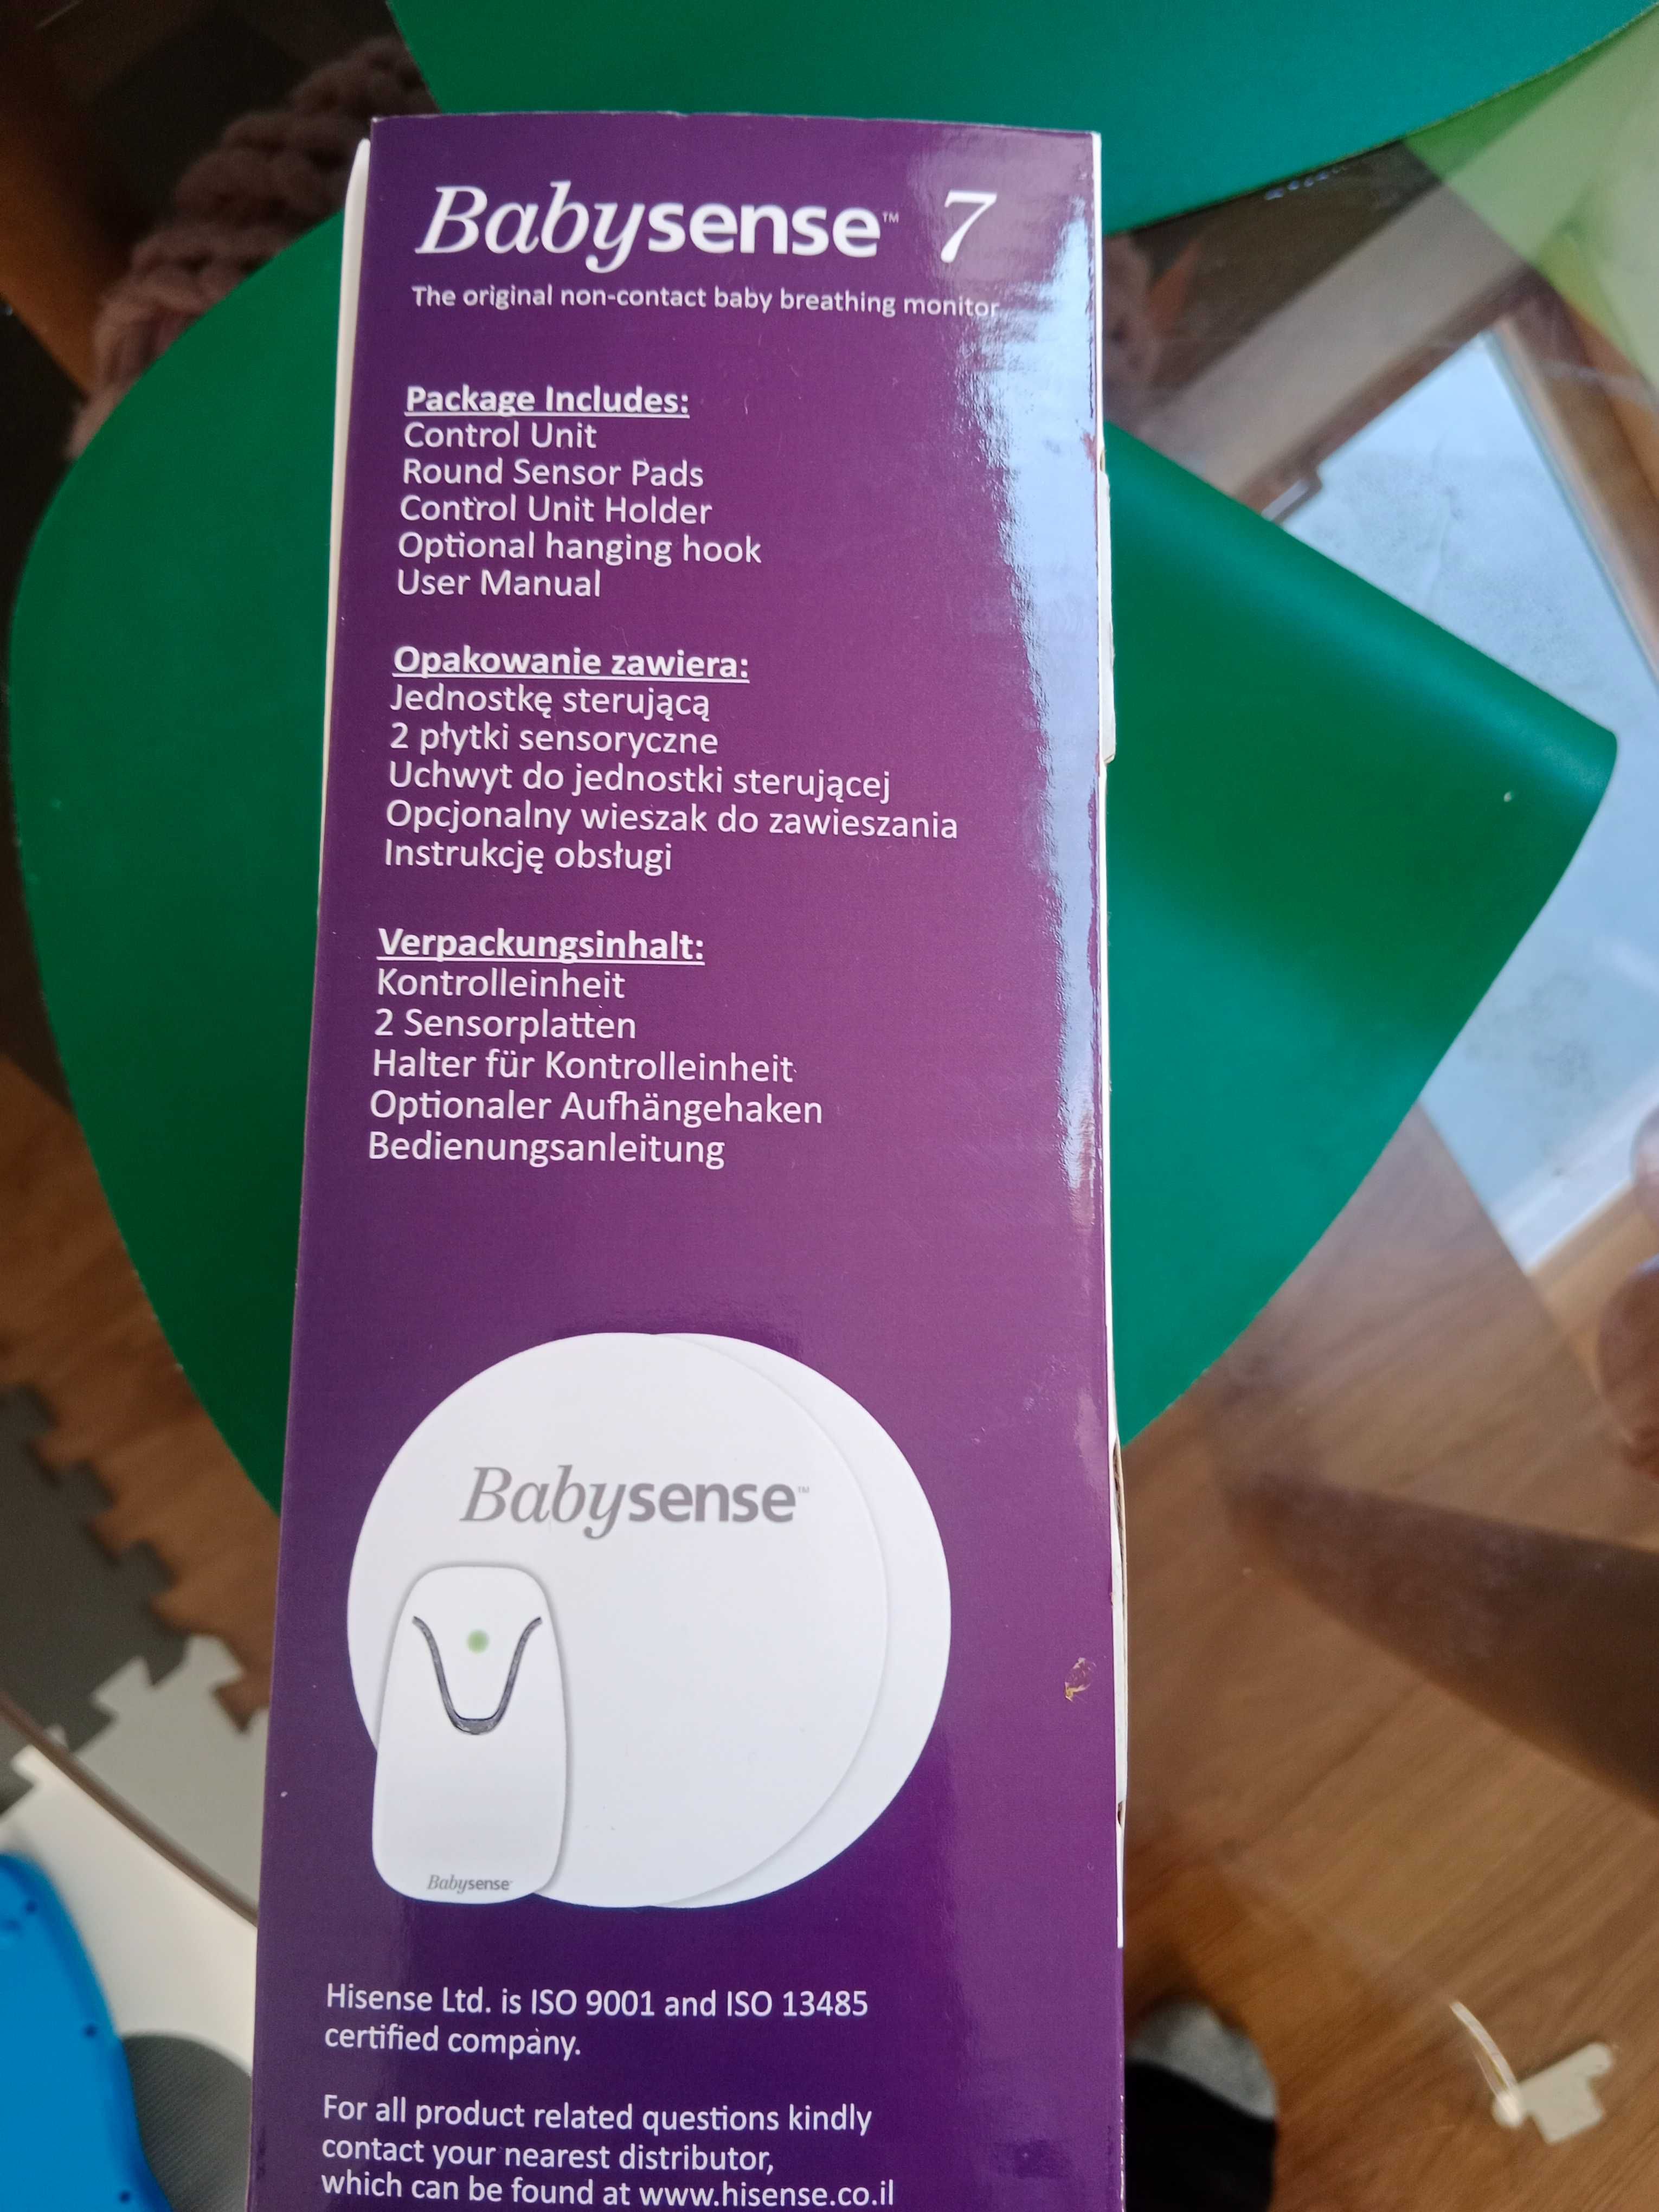 Babysense™ 7
The original non-contact baby breathing monitor
Package Includes:
Control Unit
Round Sensor Pads
Control Unit Holder
Optional hanging hook
User Manual
Opakowanie zawiera:
Jednostkę sterującą
2 płytki sensoryczne
Uchwyt do jednostki sterującej
Opcjonalny wieszak do zawieszania
Instrukcję obsługi
Verpackungsinhalt:
Kontrolleinheit
2 Sensorplatten
Halter für Kontrolleinheit
Optionaler Aufhängehaken
Bedienungsanleitung
Babysense™
Babysense
Hisense Ltd. is ISO 9001 and ISO 13485
certified company.
For all product related questions kindly
contact your nearest distributor,
which can be found at www.hisense.co.il